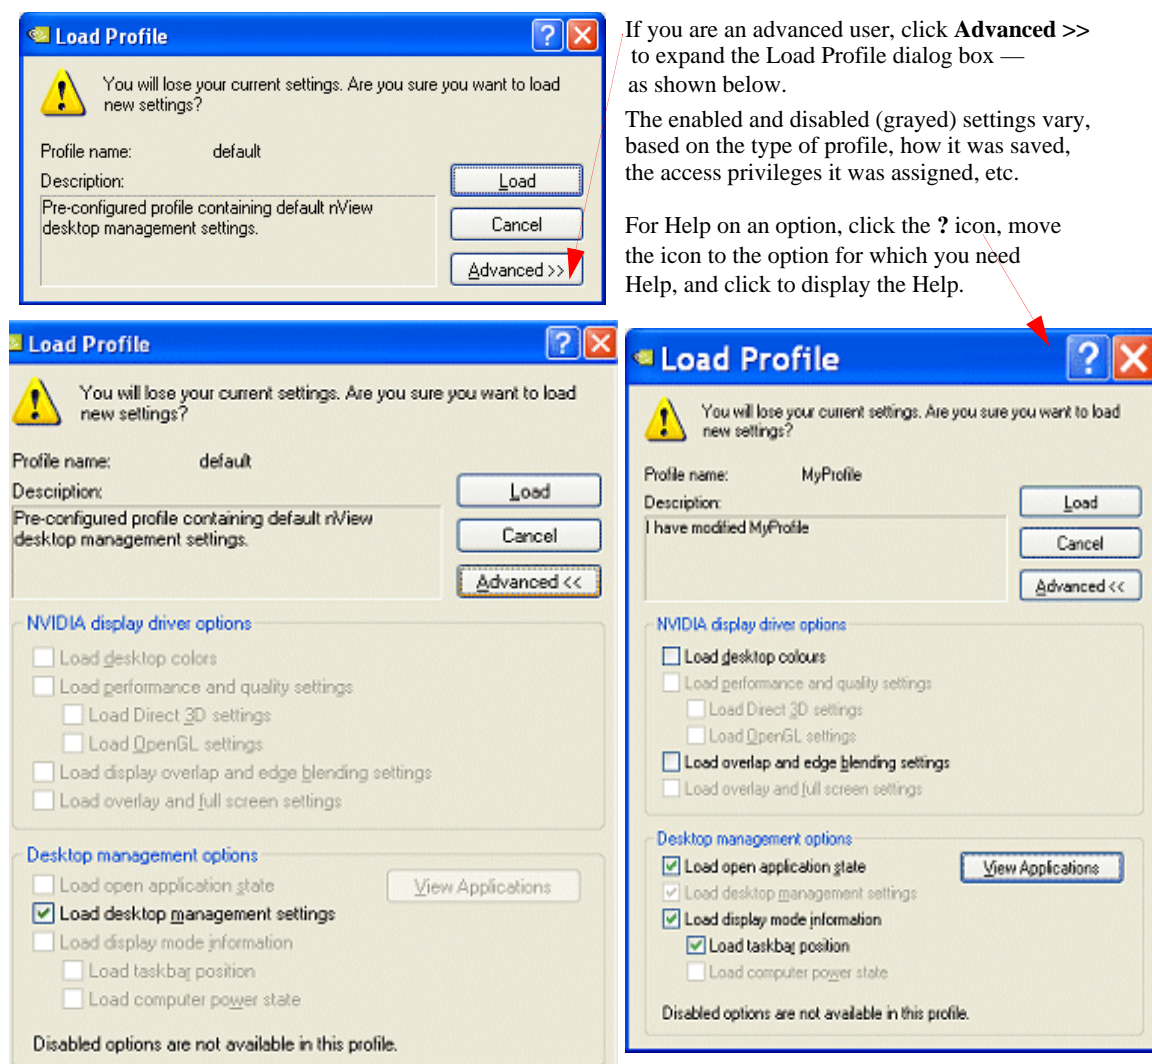 Load Profile
You will lose your current settings. Are you sure you want to load
new settings?
Profile name: default
Description:
Pre-configured profile containing default nView
desktop management settings.
Load
Cancel
Advanced >>
If you are an advanced user, click Advanced >>
to expand the Load Profile dialog box —
as shown below.
The enabled and disabled (grayed) settings vary,
based on the type of profile, how it was saved,
the access privileges it was assigned, etc.
For Help on an option, click the ? icon, move
the icon to the option for which you need
Help, and click to display the Help.
Load Profile
You will lose your current settings. Are you sure you want to load
new settings?
Profile name: default
Description:
Pre-configured profile containing default nView
desktop management settings.
Load
Cancel
Advanced <<
NVIDIA display driver options
Load desktop colors
Load performance and quality settings
Load Direct 3D settings
Load OpenGL settings
Load display overlap and edge blending settings
Load overlay and full screen settings
Desktop management options
Load open application state
View Applications
Load desktop management settings
Load display mode information
Load taskbar position
Load computer power state
Disabled options are not available in this profile.
Load Profile
You will lose your current settings. Are you sure you want to load
new settings?
Profile name: MyProfile
Description:
I have modified MyProfile
Load
Cancel
Advanced <<
NVIDIA display driver options
Load desktop colours
Load performance and quality settings
Load Direct 3D settings
Load OpenGL settings
Load overlap and edge blending settings
Load overlay and full screen settings
Desktop management options
Load open application state
View Applications
Load desktop management settings
Load display mode information
Load taskbar position
Load computer power state
Disabled options are not available in this profile.